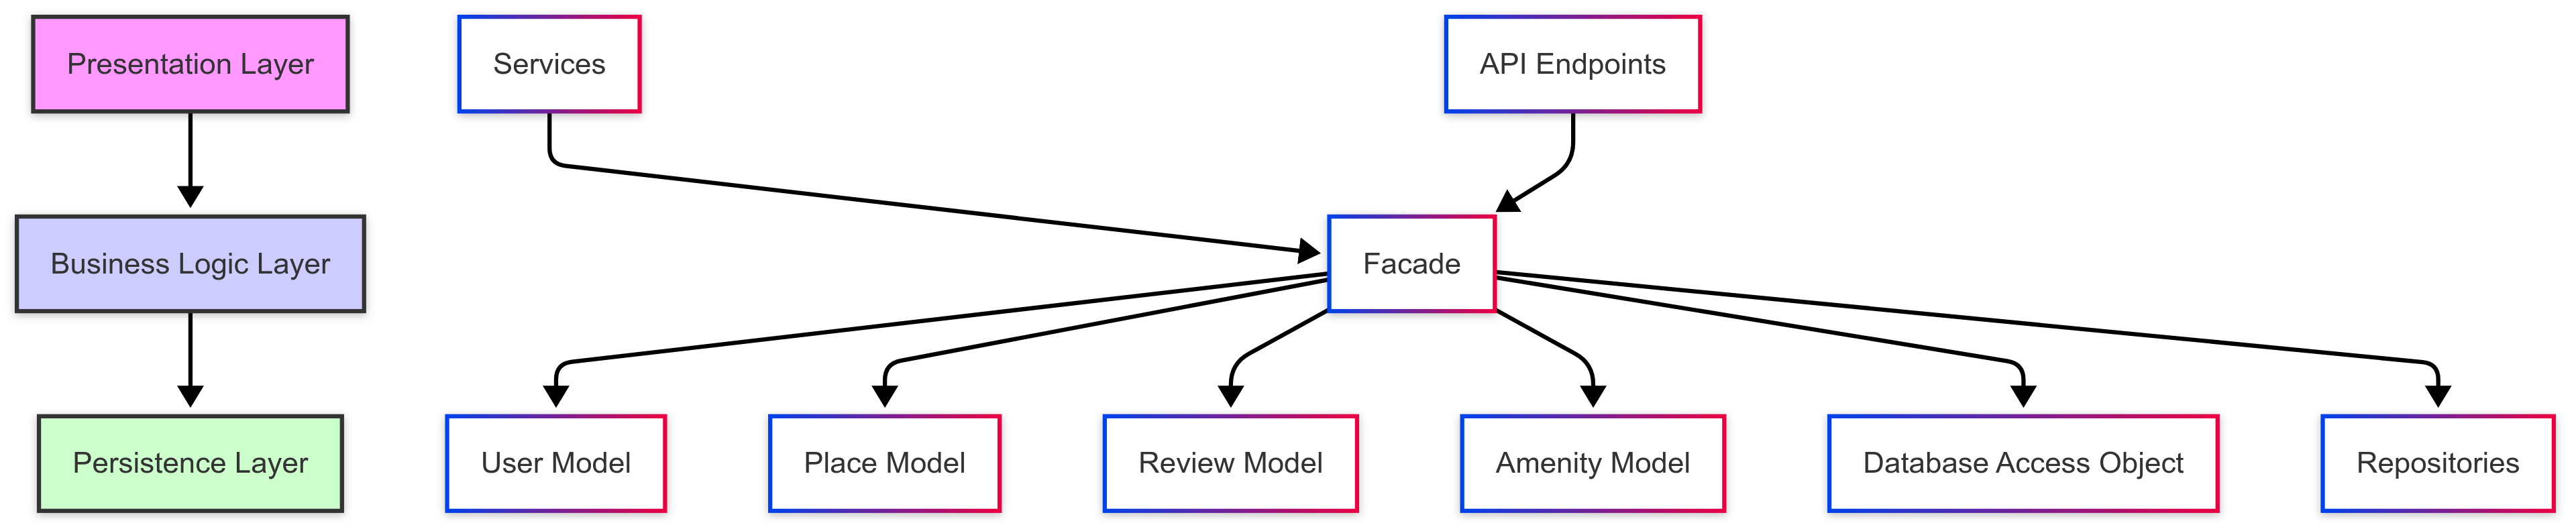 Presentation Layer
Services
API Endpoints
Business Logic Layer
Facade
Persistence Layer
User Model
Place Model
Review Model
Amenity Model
Database Access Object
Repositories